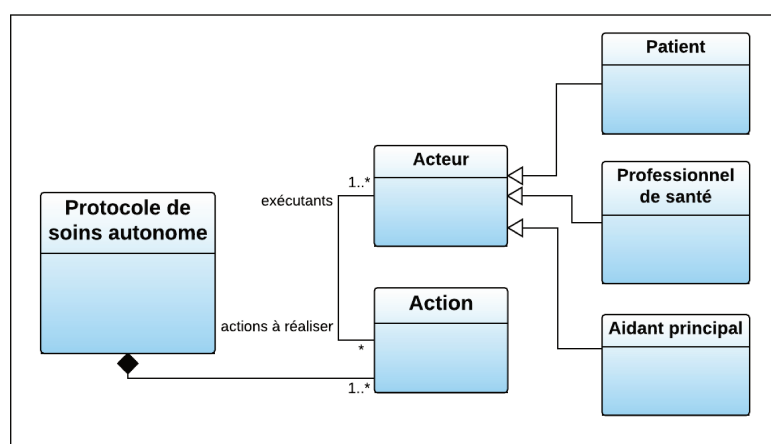 Patient
Acteur
1..*
exécutants
Professionnel
de santé
Protocole de
soins autonome
Action
actions à réaliser
*
1..*
Aidant principal